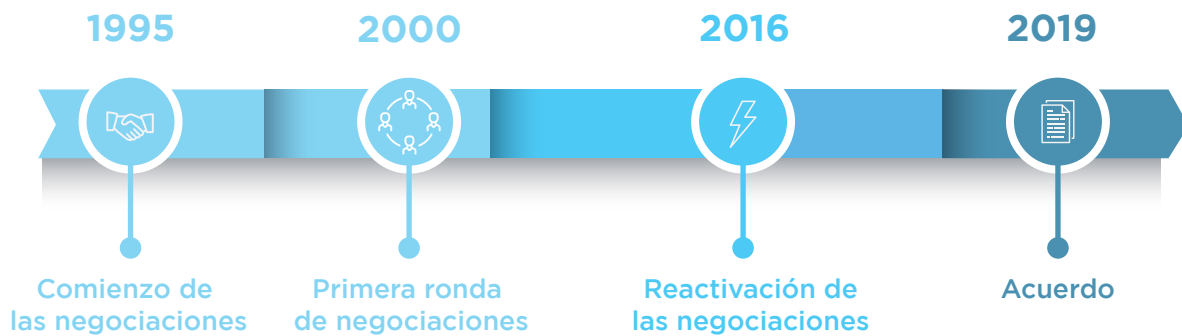 1995
2000
2016
2019
Comienzo de
las negociaciones
Primera ronda
de negociaciones
Reactivación de
las negociaciones
Acuerdo